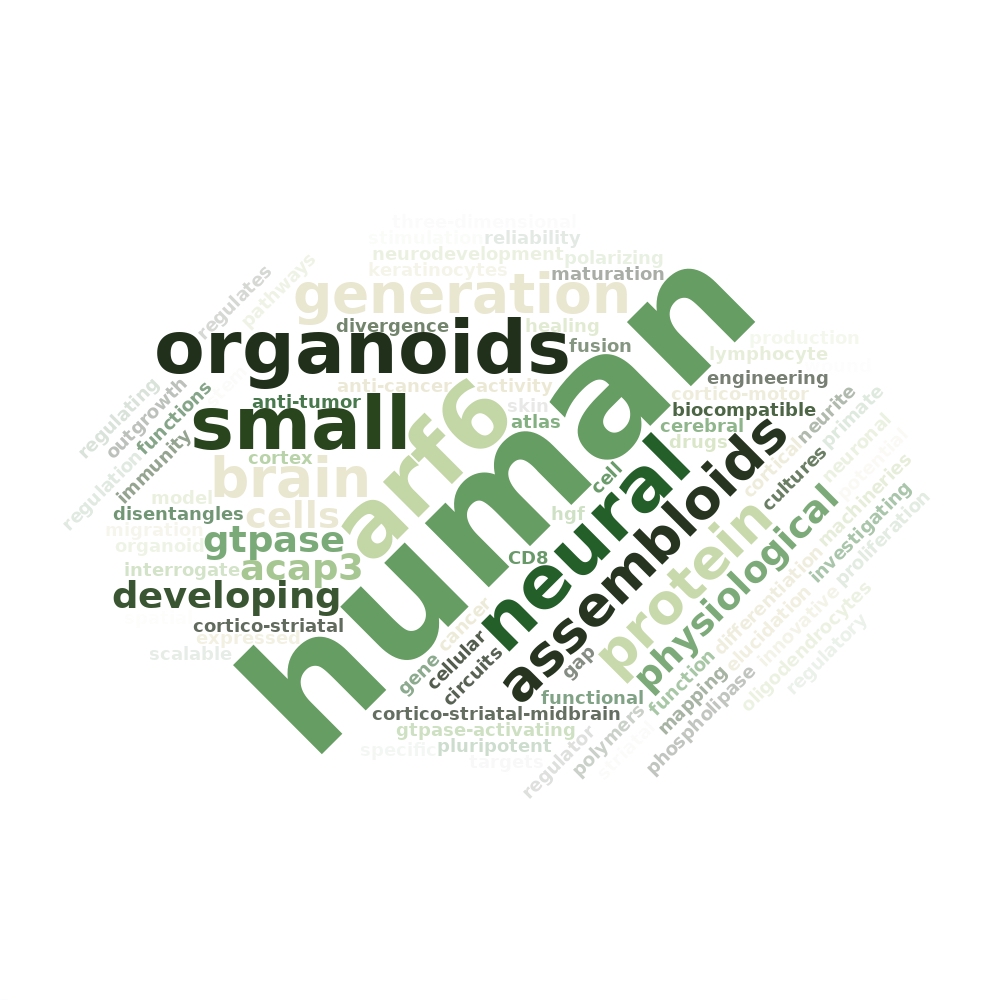 three-dimensional
stimulation
reliability
neurodevelopment
polarizing
keratinocytes
maturation
regulates
pathways
generation
human
divergence
healing
organoids
fusion
production
lymphocyte
anti-cancer
activity
engineering
cortico-motor
regulating
outgrowth
functions
anti-tumor
small
arf6
skin
biocompatible
atlas
cerebral
drugs
neurite
primate
immunity
regulation
cortex
brain
cell
neural
assembloids
cortical
cultures
neuronal
potential
model
disentangles
cells
hgf
machineries
investigating
proliferation
migration
organoid
gtpase
CD8
protein
physiological
interrogate
acap3
differentiation
developing
cancer
elucidation
innovative
oligodendrocytes
regulatory
cortico-striatal
expressed
scalable
gene
cellular
circuits
gap
function
mapping
phospholipase
functional
cortico-striatal-midbrain
gtpase-activating
specific
pluripotent
targets
regulator
polymers
striatal